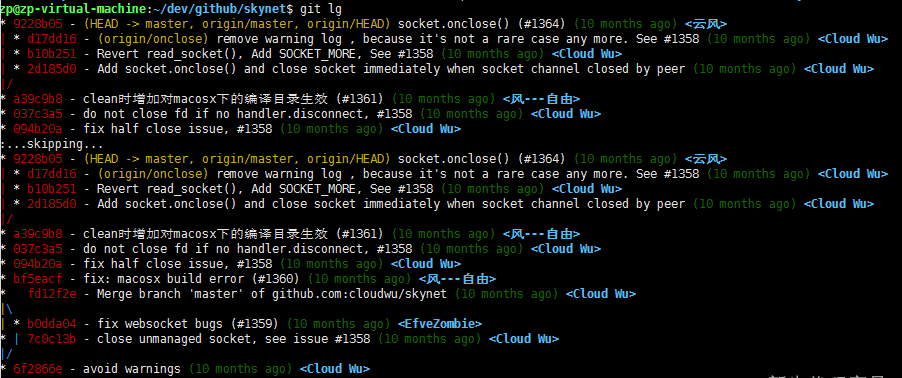 zp@zp-virtual-machine:~/dev/github/skynet$ git lg
* 9228b05 - (HEAD -> master, origin/master, origin/HEAD) socket.onclose() (#1364) (10 months ago) <云风>
| * d17dd16 - (origin/onclose) remove warning log , because it's not a rare case any more. See #1358 (10 months ago) <Cloud Wu>
| * b10b251 - Revert read_socket(), Add SOCKET_MORE, See #1358 (10 months ago) <Cloud Wu>
| * 2d185d0 - Add socket.onclose() and close socket immediately when socket channel closed by peer (10 months ago) <Cloud Wu>
|/
* a39c9b8 - clean时增加对macosx下的编译目录生效 (#1361) (10 months ago) <风---自由>
* 037c3a5 - do not close fd if no handler.disconnect, #1358 (10 months ago) <Cloud Wu>
* 094b20a - fix half close issue, #1358 (10 months ago) <Cloud Wu>
:...skipping...
* 9228b05 - (HEAD -> master, origin/master, origin/HEAD) socket.onclose() (#1364) (10 months ago) <云风>
| * d17dd16 - (origin/onclose) remove warning log , because it's not a rare case any more. See #1358 (10 months ago) <Cloud Wu>
| * b10b251 - Revert read_socket(), Add SOCKET_MORE, See #1358 (10 months ago) <Cloud Wu>
| * 2d185d0 - Add socket.onclose() and close socket immediately when socket channel closed by peer (10 months ago) <Cloud Wu>
|/
* a39c9b8 - clean时增加对macosx下的编译目录生效 (#1361) (10 months ago) <风---自由>
* 037c3a5 - do not close fd if no handler.disconnect, #1358 (10 months ago) <Cloud Wu>
* 094b20a - fix half close issue, #1358 (10 months ago) <Cloud Wu>
* bf5eacf - fix: macosx build error (#1360) (10 months ago) <风---自由>
*   fd12f2e - Merge branch 'master' of github.com:cloudwu/skynet (10 months ago) <Cloud Wu>
|\
| * b0dda04 - fix websocket bugs (#1359) (10 months ago) <EfveZombie>
* | 7c0c13b - close unmanaged socket, see issue #1358 (10 months ago) <Cloud Wu>
|/
* 6f2866e - avoid warnings (10 months ago) <Cloud Wu>